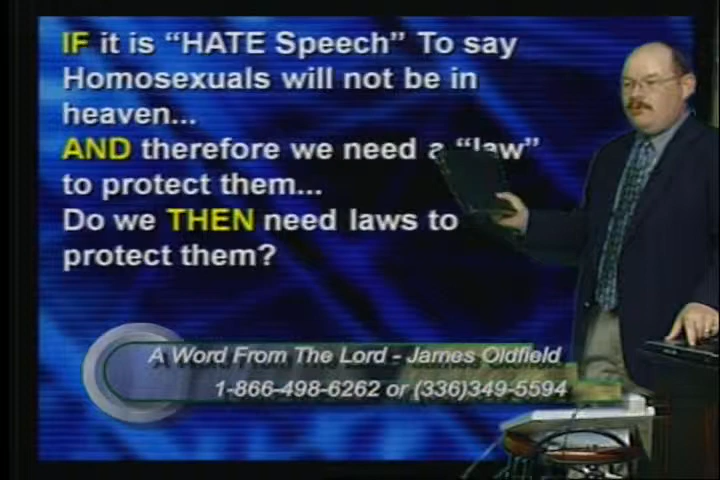 IF it is “HATE Speech” To say
Homosexuals will not be in
heaven...
AND therefore we need a “law”
to protect them...
Do we THEN need laws to
protect them?
A Word From The Lord - James Oldfield
1-866-498-6262 or (336)349-5594